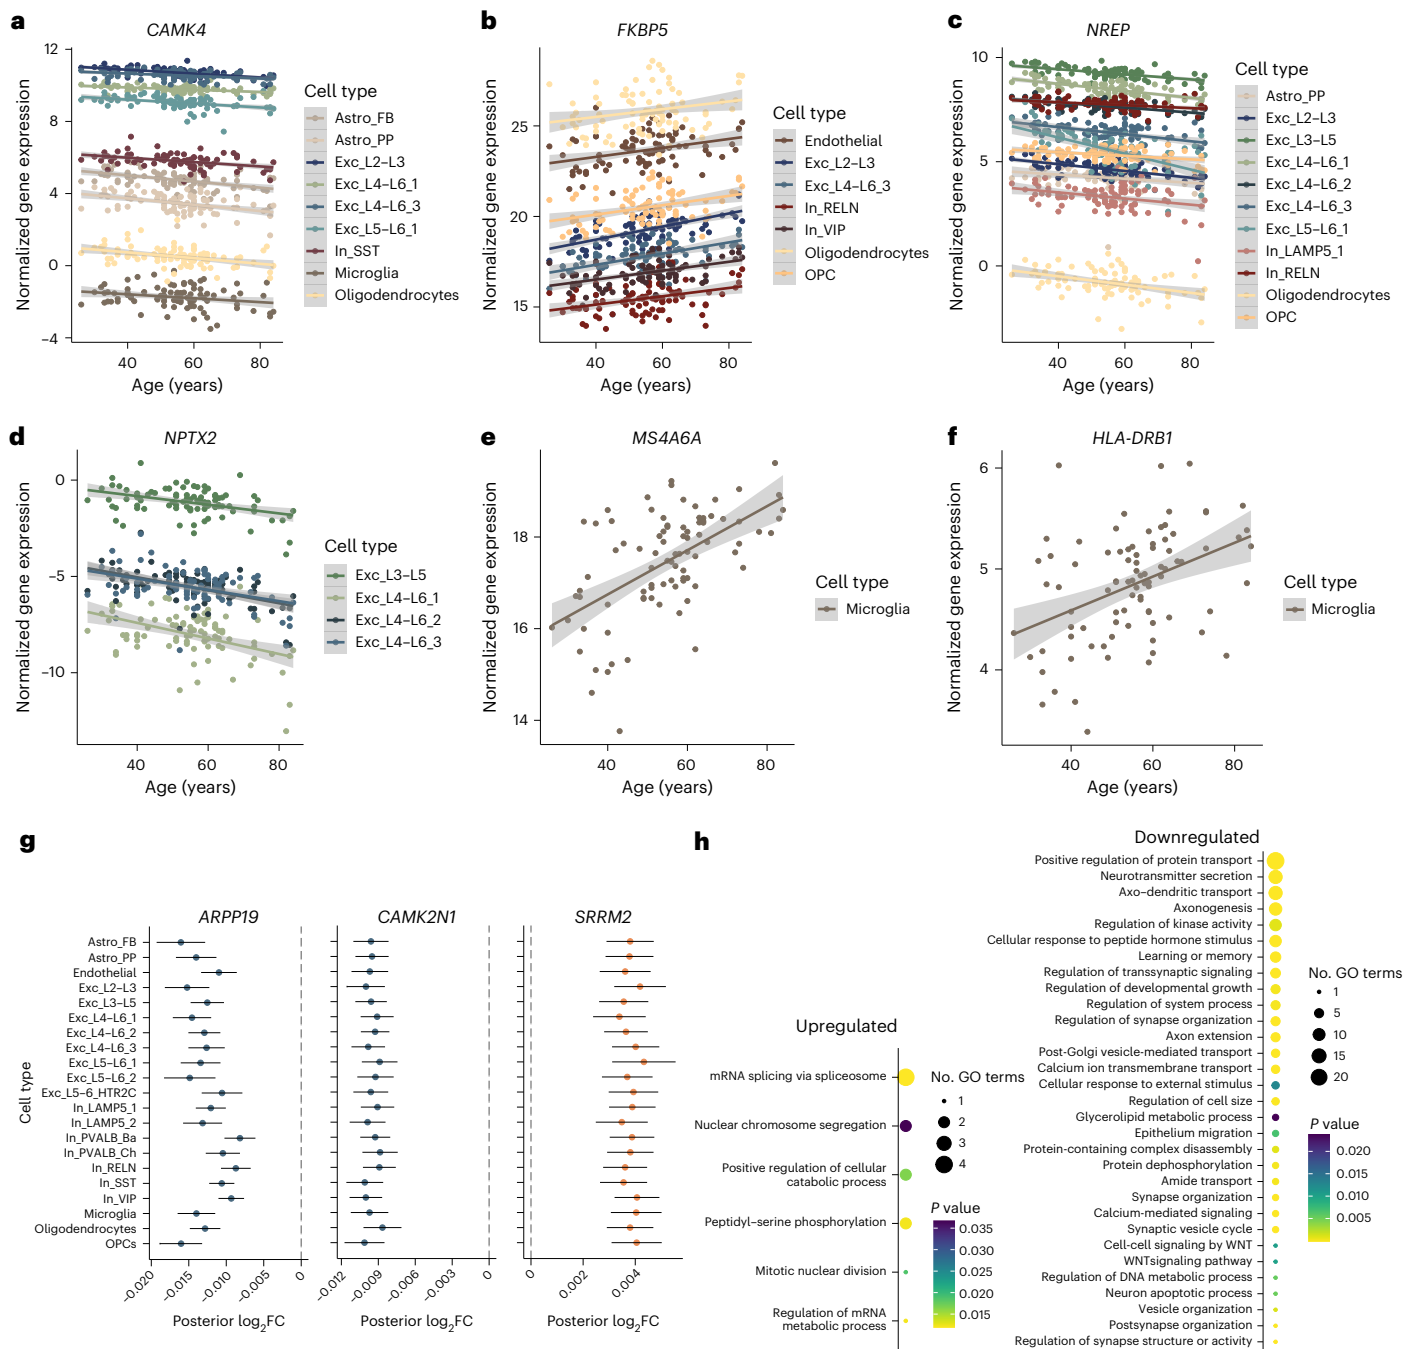 a
CAMK4
Normalized gene expression
12
8
4
0
–4
40
60
80
Age (years)
Cell type
Astro_FB
Astro_PP
Exc_L2–L3
Exc_L4–L6_1
Exc_L4–L6_3
Exc_L5–L6_1
In_SST
Microglia
Oligodendrocytes
b
FKBP5
Normalized gene expression
25
20
15
40
60
80
Age (years)
Cell type
Endothelial
Exc_L2–L3
Exc_L4–L6_3
In_RELN
In_VIP
Oligodendrocytes
OPC
c
NREP
Normalized gene expression
10
5
0
40
60
80
Age (years)
Cell type
Astro_PP
Exc_L2–L3
Exc_L3–L5
Exc_L4–L6_1
Exc_L4–L6_2
Exc_L4–L6_3
Exc_L5–L6_1
In_LAMP5_1
In_RELN
Oligodendrocytes
OPC
d
NPTX2
Normalized gene expression
0
–5
–10
40
60
80
Age (years)
Cell type
Exc_L3–L5
Exc_L4–L6_1
Exc_L4–L6_2
Exc_L4–L6_3
e
MS4A6A
Normalized gene expression
18
16
14
40
60
80
Age (years)
Cell type
Microglia
f
HLA-DRB1
Normalized gene expression
6
5
4
40
60
80
Age (years)
Cell type
Microglia
g
Cell type
Astro_FB
Astro_PP
Endothelial
Exc_L2–L3
Exc_L3–L5
Exc_L4–L6_1
Exc_L4–L6_2
Exc_L4–L6_3
Exc_L5–L6_1
Exc_L5–L6_2
Exc_L5–6_HTR2C
In_LAMP5_1
In_LAMP5_2
In_PVALB_Ba
In_PVALB_Ch
In_RELN
In_SST
In_VIP
Microglia
Oligodendrocytes
OPCs
ARPP19
–0.020
–0.015
–0.010
–0.005
0
Posterior log2FC
CAMK2N1
–0.012
–0.009
–0.006
–0.003
0
Posterior log2FC
SRRM2
0
0.002
0.004
Posterior log2FC
h
Upregulated
mRNA splicing via spliceosome
Nuclear chromosome segregation
Positive regulation of cellular
catabolic process
Peptidyl–serine phosphorylation
Mitotic nuclear division
Regulation of mRNA
metabolic process
No. GO terms
1
2
3
4
P value
0.035
0.030
0.025
0.020
0.015
Downregulated
Positive regulation of protein transport
Neurotransmitter secretion
Axo–dendritic transport
Axonogenesis
Regulation of kinase activity
Cellular response to peptide hormone stimulus
Learning or memory
Regulation of transsynaptic signaling
Regulation of developmental growth
Regulation of system process
Regulation of synapse organization
Axon extension
Post-Golgi vesicle-mediated transport
Calcium ion transmembrane transport
Cellular response to external stimulus
Regulation of cell size
Glycerolipid metabolic process
Epithelium migration
Protein-containing complex disassembly
Protein dephosphorylation
Amide transport
Synapse organization
Calcium-mediated signaling
Synaptic vesicle cycle
Cell-cell signaling by WNT
WNTsignaling pathway
Regulation of DNA metabolic process
Neuron apoptotic process
Vesicle organization
Postsynapse organization
Regulation of synapse structure or activity
No. GO terms
1
5
10
15
20
P value
0.020
0.015
0.010
0.005